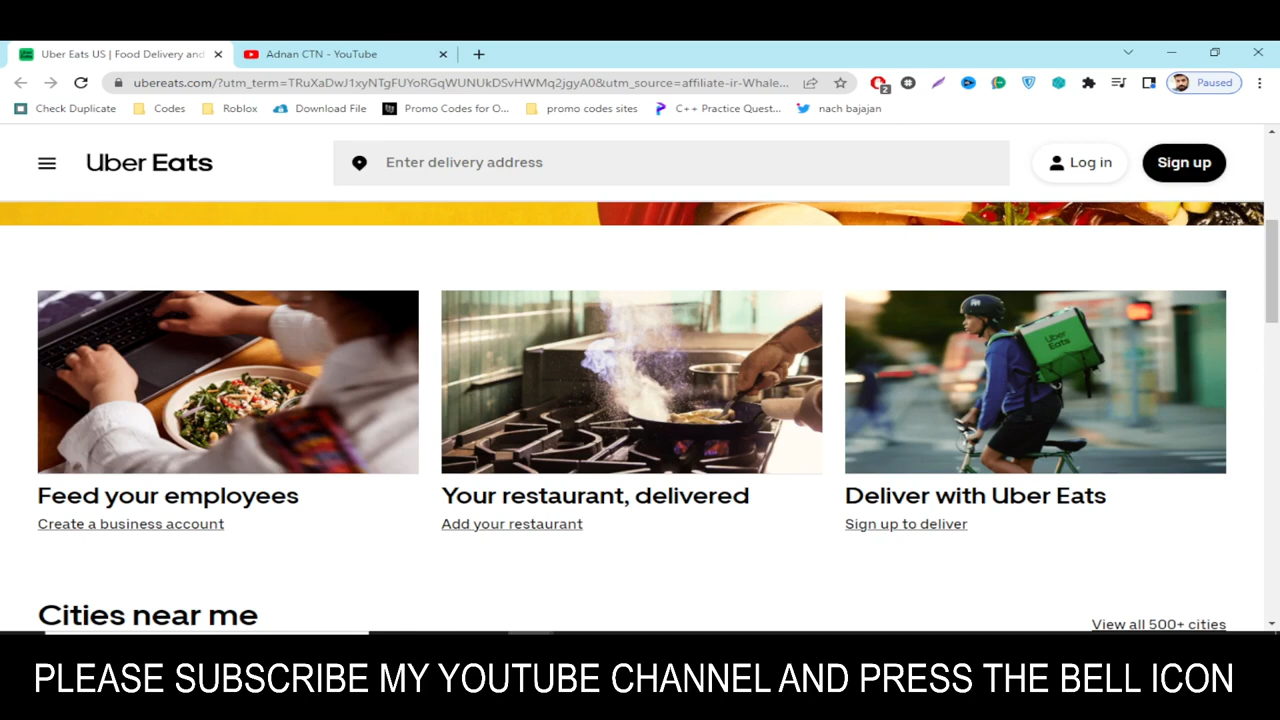 Uber Eats US | Food Delivery and
Adnan CTN - YouTube
ubereats.com/?utm_term=TRuXaDwJ1xyNTgFUYoRGqWUNUkDSvHWMq2jgyA0&utm_source=affiliate-ir-Whale...
2
Paused
Check Duplicate
Codes
Roblox
Download File
Promo Codes for O...
promo codes sites
C++ Practice Quest...
nach bajajan
Uber Eats
Enter delivery address
Log in
Sign up
Uber Eats
Feed your employees
Your restaurant, delivered
Deliver with Uber Eats
Create a business account
Add your restaurant
Sign up to deliver
Cities near me
View all 500+ cities
PLEASE SUBSCRIBE MY YOUTUBE CHANNEL AND PRESS THE BELL ICON